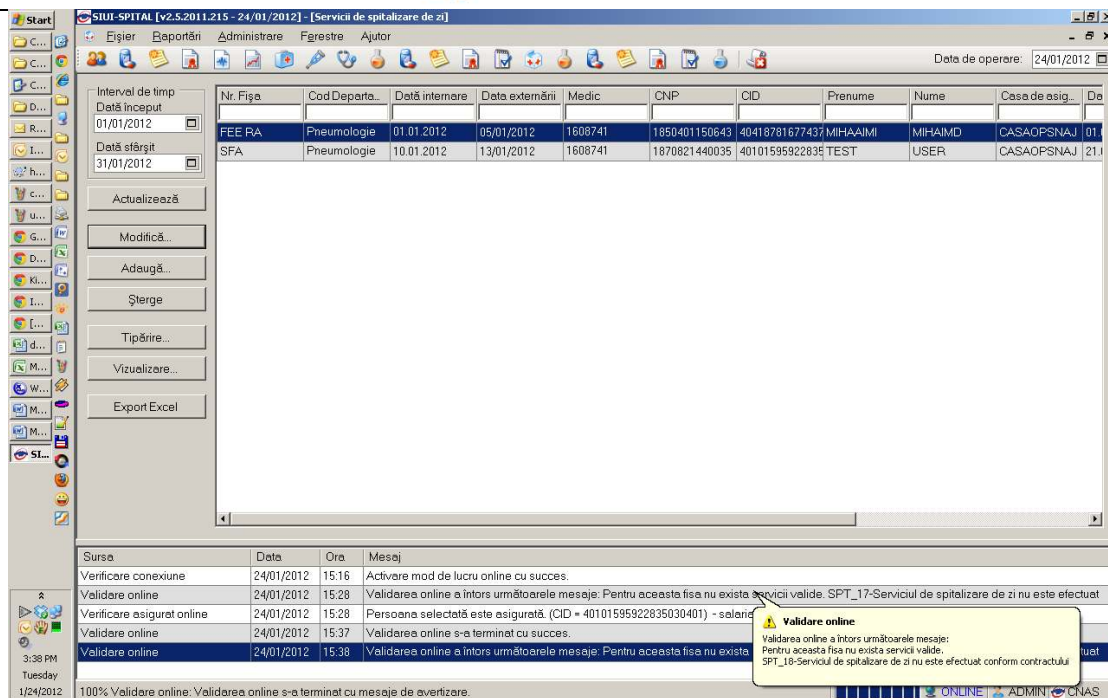 Start
SIUI-SPITAL [v2.5.2011.215 - 24/01/2012] - [Servicii de spitalizare de zi]
Fișier Raportări Administrare Ferestre Ajutor
Data de operare: 24/01/2012
Interval de timp
Dată început
01/01/2012
Dată sfârșit
31/01/2012
Actualizează
Modifică...
Adaugă...
Șterge
Tipărire...
Vizualizare...
Export Excel
Nr. Fișa Cod Departa... Dată internare Data externării Medic CNP CID Prenume Nume Casa de asig... Da
FEE RA Pneumologie 01.01.2012 05/01/2012 1608741 1850401150643 40418781677437 MIHAAIMI MIHAIMD CASAOPSNAJ 01.
SFA Pneumologie 10.01.2012 13/01/2012 1608741 1870821440035 40101595922835 TEST USER CASAOPSNAJ 21.
C...
C...
C...
D...
R...
I...
h...
c...
u...
G...
D...
Ki...
I...
[...
d...
M...
W...
M...
M...
SI...
Sursa Data Ora Mesaj
Verificare conexiune 24/01/2012 15:16 Activare mod de lucru online cu succes.
Validare online 24/01/2012 15:28 Validarea online a întors următoarele mesaje: Pentru aceasta fisa nu exista servicii valide. SPT_17-Serviciul de spitalizare de zi nu este efectuat
Verificare asigurat online 24/01/2012 15:28 Persoana selectată este asigurată. (CID = 40101595922835030401) - salaria
Validare online 24/01/2012 15:37 Validarea online s-a terminat cu succes.
Validare online 24/01/2012 15:38 Validarea online a întors următoarele mesaje: Pentru aceasta fisa nu exista tuat
Validare online
Validarea online a întors următoarele mesaje:
Pentru aceasta fisa nu exista servicii valide.
SPT_18-Serviciul de spitalizare de zi nu este efectuat conform contractului
3:38 PM
Tuesday
1/24/2012
100% Validare online: Validarea online s-a terminat cu mesaje de avertizare.
ONLINE ADMIN CNAS